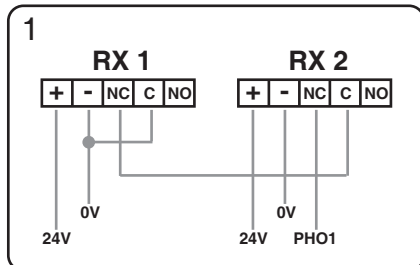 1
RX 1 RX 2
+ - NC C NO + - NC C NO
0V 0V
24V 24V PHO1